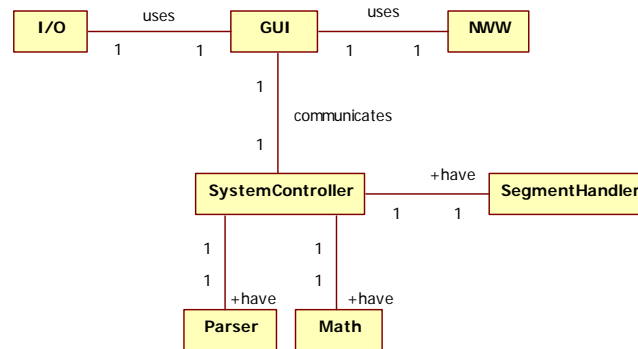 uses
uses
I/O
GUI
NWW
1
1
1
1
1
communicates
1
+have
SystemController
SegmentHandler
1
1
1
1
1
1
+have
+have
Parser
Math